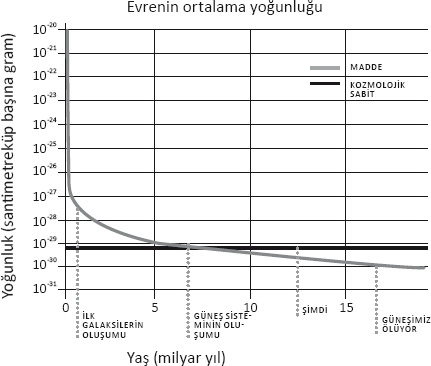 Evrenin ortalama yoğunluğu
Yoğunluk (santimetreküp başına gram)
10⁻²⁰
10⁻²¹
10⁻²²
10⁻²³
10⁻²⁴
10⁻²⁵
10⁻²⁶
10⁻²⁷
10⁻²⁸
10⁻²⁹
10⁻³⁰
10⁻³¹
MADDE
KOZMOLOJİK
SABİT
0 5 10 15
İLK
GALAKSİLERİN
OLUŞUMU
GÜNEŞ SİSTE-
MİNİN OLU-
ŞUMU
ŞİMDİ
GÜNEŞİMİZ
ÖLÜYOR
Yaş (milyar yıl)